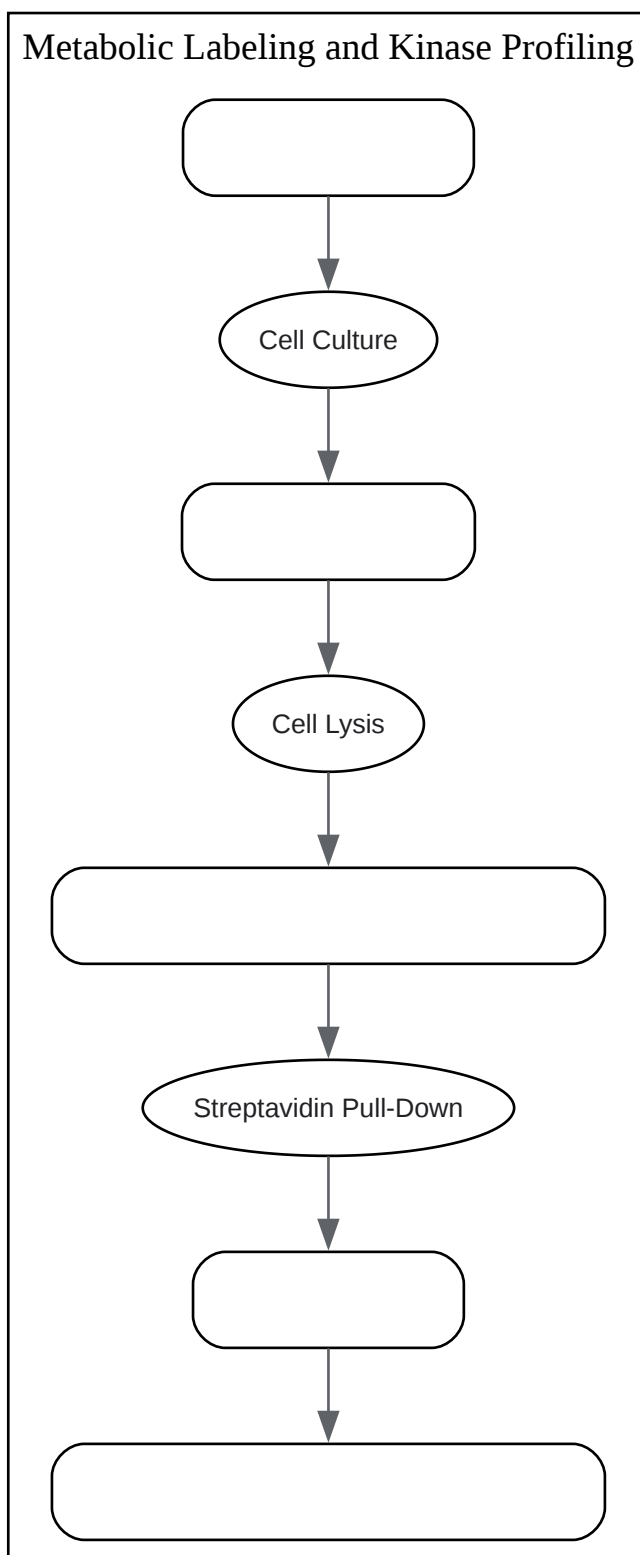 Metabolic Labeling and Kinase Profiling
Cell Culture
Cell Lysis
Streptavidin Pull-Down